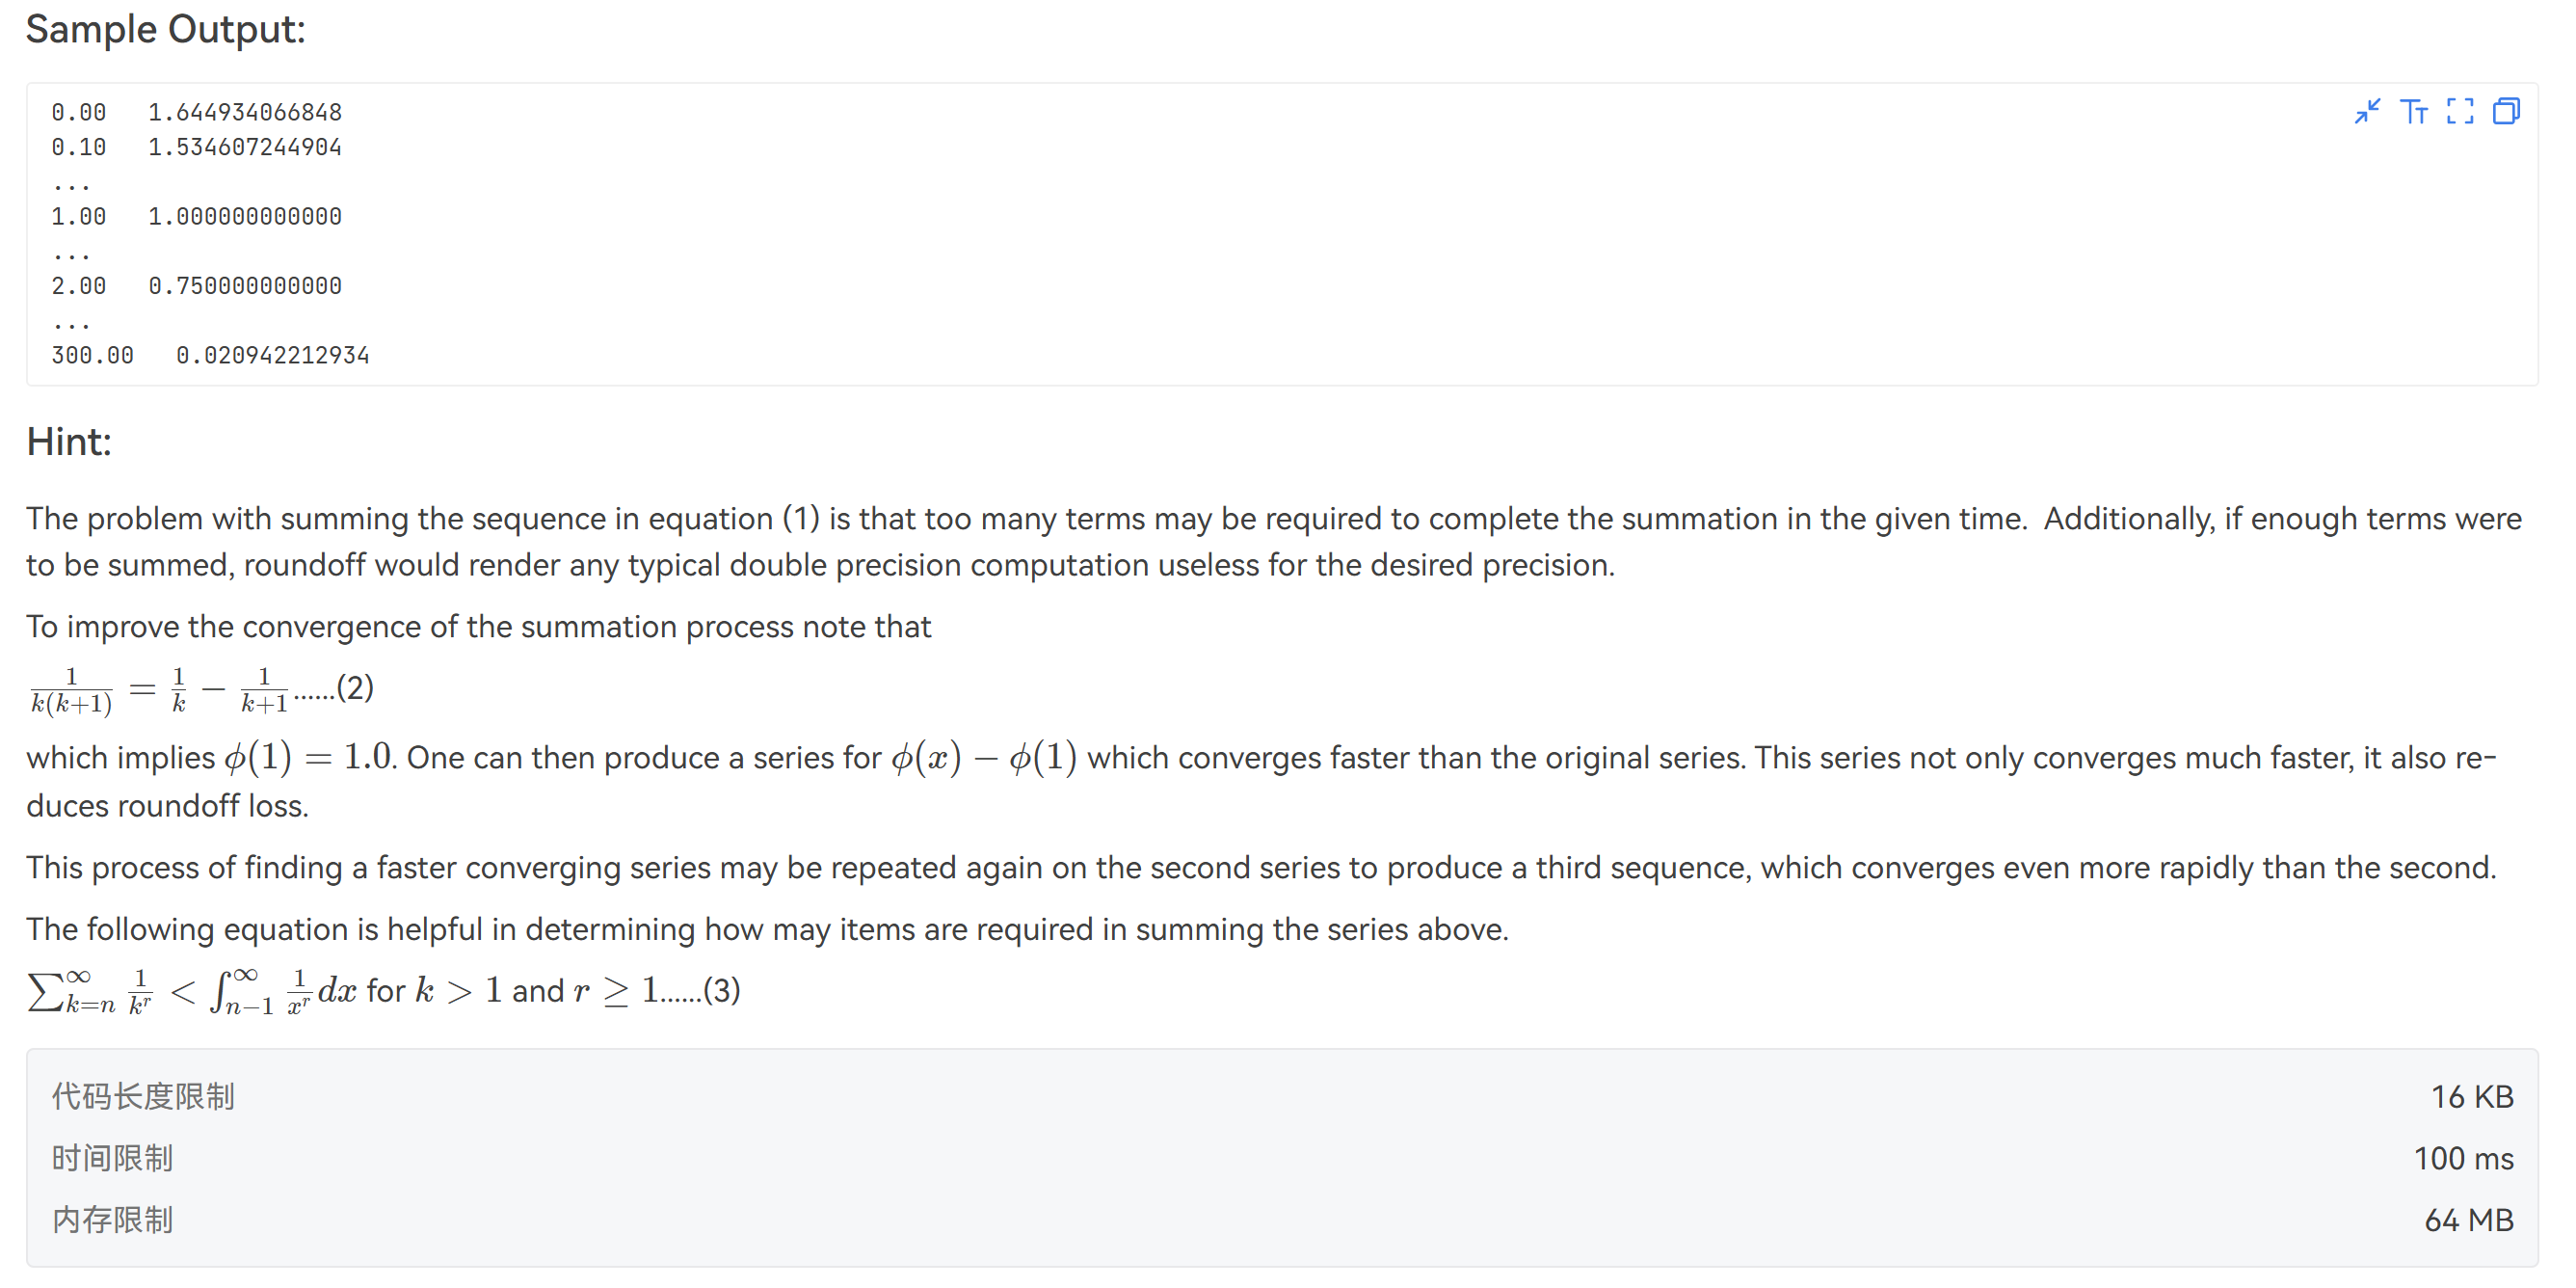 Sample Output:
0.00   1.644934066848
0.10   1.534607244904
...
1.00   1.000000000000
...
2.00   0.750000000000
...
300.00   0.020942212934
Hint:
The problem with summing the sequence in equation (1) is that too many terms may be required to complete the summation in the given time.  Additionally, if enough terms were
to be summed, roundoff would render any typical double precision computation useless for the desired precision.
To improve the convergence of the summation process note that
$\frac{1}{k(k+1)} = \frac{1}{k} - \frac{1}{k+1}$......(2)
which implies $\phi(1) = 1.0$. One can then produce a series for $\phi(x) - \phi(1)$ which converges faster than the original series. This series not only converges much faster, it also re-
duces roundoff loss.
This process of finding a faster converging series may be repeated again on the second series to produce a third sequence, which converges even more rapidly than the second.
The following equation is helpful in determining how may items are required in summing the series above.
$\sum_{k=n}^{\infty} \frac{1}{k^r} < \int_{n-1}^{\infty} \frac{1}{x^r} dx$ for $k > 1$ and $r \geq 1$......(3)
代码长度限制 16 KB
时间限制 100 ms
内存限制 64 MB